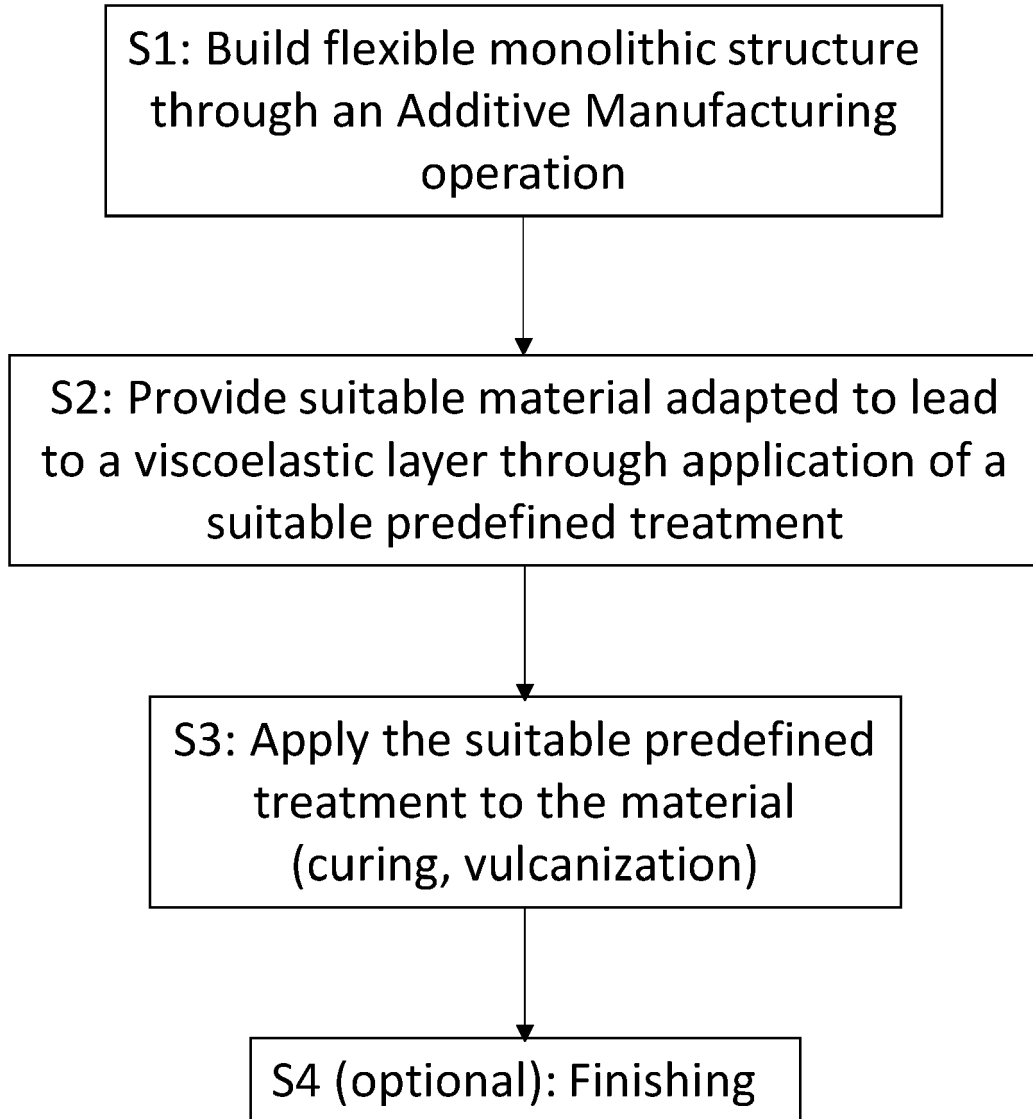 S1: Build flexible monolithic structure
through an Additive Manufacturing
operation
S2: Provide suitable material adapted to lead
to a viscoelastic layer through application of a
suitable predefined treatment
S3: Apply the suitable predefined
treatment to the material
(curing, vulcanization)
S4 (optional): Finishing